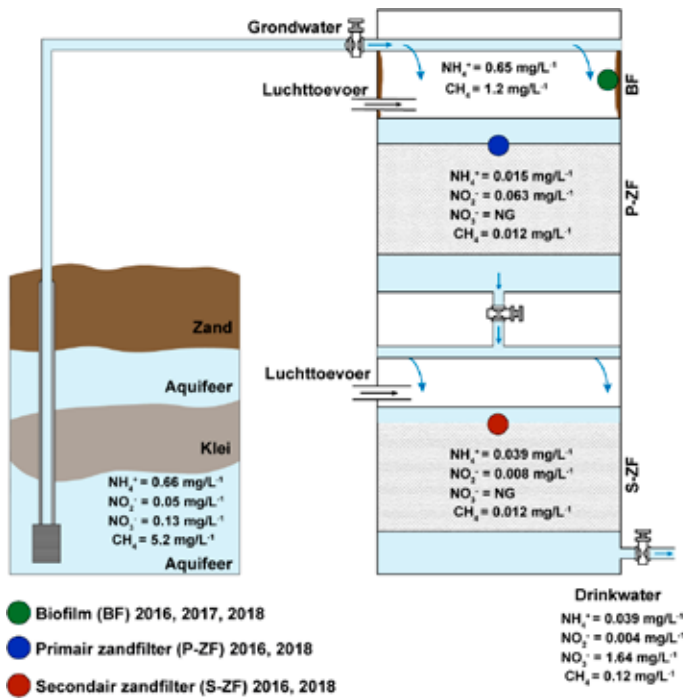 Grondwater
NH₄⁺ = 0.65 mg/L⁻¹
CH₄ = 1.2 mg/L⁻¹
BF
Luchttoevoer
NH₄⁺ = 0.015 mg/L⁻¹
NO₂⁻ = 0.063 mg/L⁻¹
NO₃⁻ = NG
CH₄ = 0.012 mg/L⁻¹
P-ZF
Zand
Aquifeer
Klei
NH₄⁺ = 0.66 mg/L⁻¹
NO₂⁻ = 0.05 mg/L⁻¹
NO₃⁻ = 0.13 mg/L⁻¹
CH₄ = 5.2 mg/L⁻¹
Aquifeer
Luchttoevoer
NH₄⁺ = 0.039 mg/L⁻¹
NO₂⁻ = 0.008 mg/L⁻¹
NO₃⁻ = NG
CH₄ = 0.012 mg/L⁻¹
S-ZF
Drinkwater
NH₄⁺ = 0.039 mg/L⁻¹
NO₂⁻ = 0.004 mg/L⁻¹
NO₃⁻ = 1.64 mg/L⁻¹
CH₄ = 0.12 mg/L⁻¹
Biofilm (BF) 2016, 2017, 2018
Primair zandfilter (P-ZF) 2016, 2018
Secondair zandfilter (S-ZF) 2016, 2018